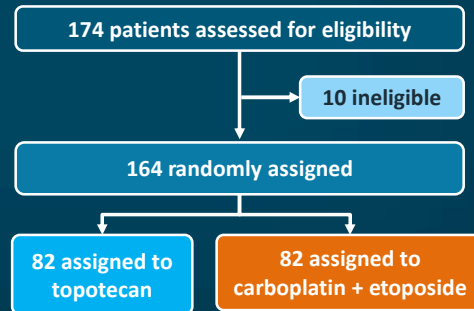 174 patients assessed for eligibility
10 ineligible
164 randomly assigned
82 assigned to
topotecan
82 assigned to
carboplatin + etoposide